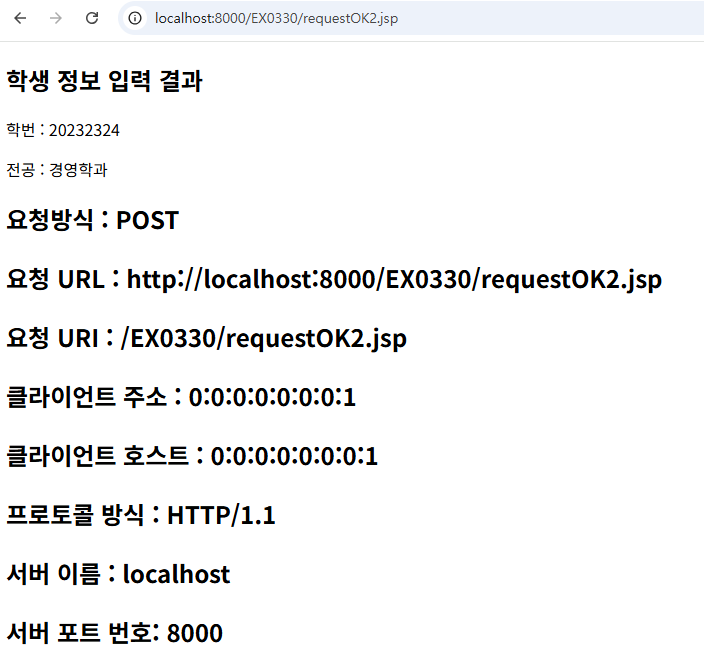 localhost:8000/EX0330/requestOK2.jsp
학생 정보 입력 결과
학번 : 20232324
전공 : 경영학과
요청방식 : POST
요청 URL : http://localhost:8000/EX0330/requestOK2.jsp
요청 URI : /EX0330/requestOK2.jsp
클라이언트 주소 : 0:0:0:0:0:0:0:1
클라이언트 호스트 : 0:0:0:0:0:0:0:1
프로토콜 방식 : HTTP/1.1
서버 이름 : localhost
서버 포트 번호: 8000